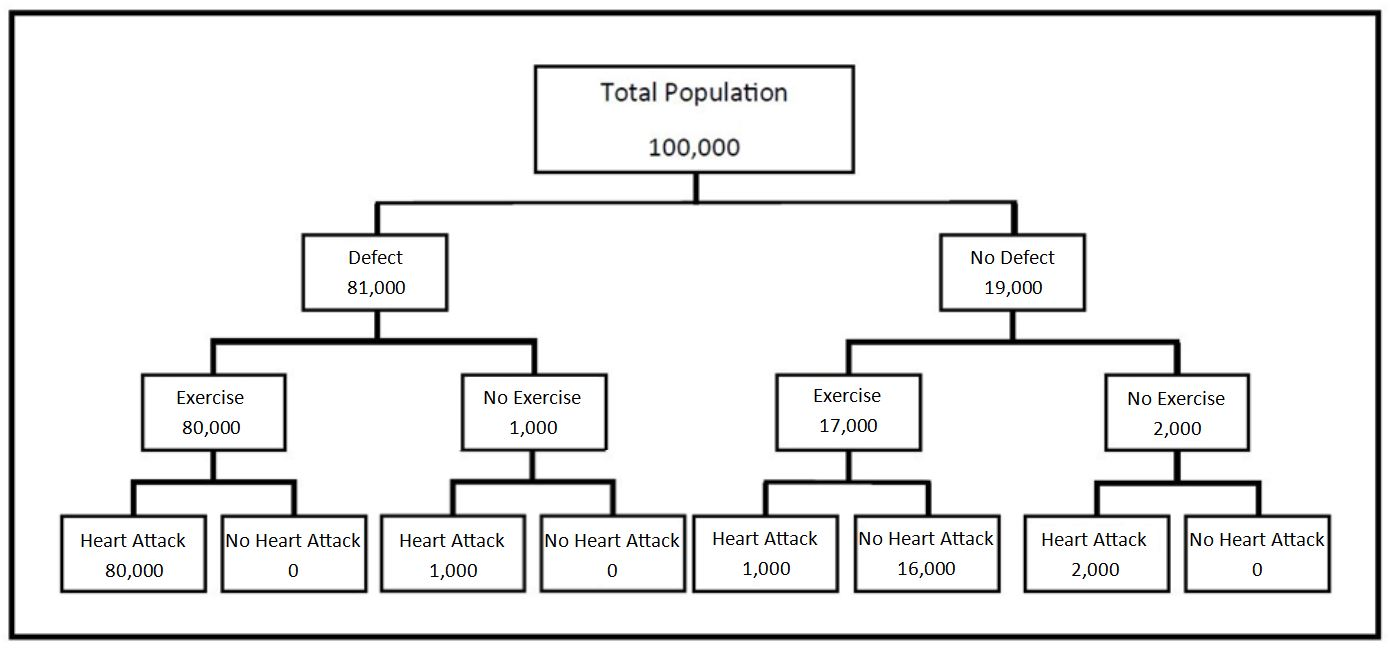 Total Population
100,000
Defect
81,000
No Defect
19,000
Exercise
80,000
No Exercise
1,000
Exercise
17,000
No Exercise
2,000
Heart Attack
80,000
No Heart Attack
0
Heart Attack
1,000
No Heart Attack
0
Heart Attack
1,000
No Heart Attack
16,000
Heart Attack
2,000
No Heart Attack
0